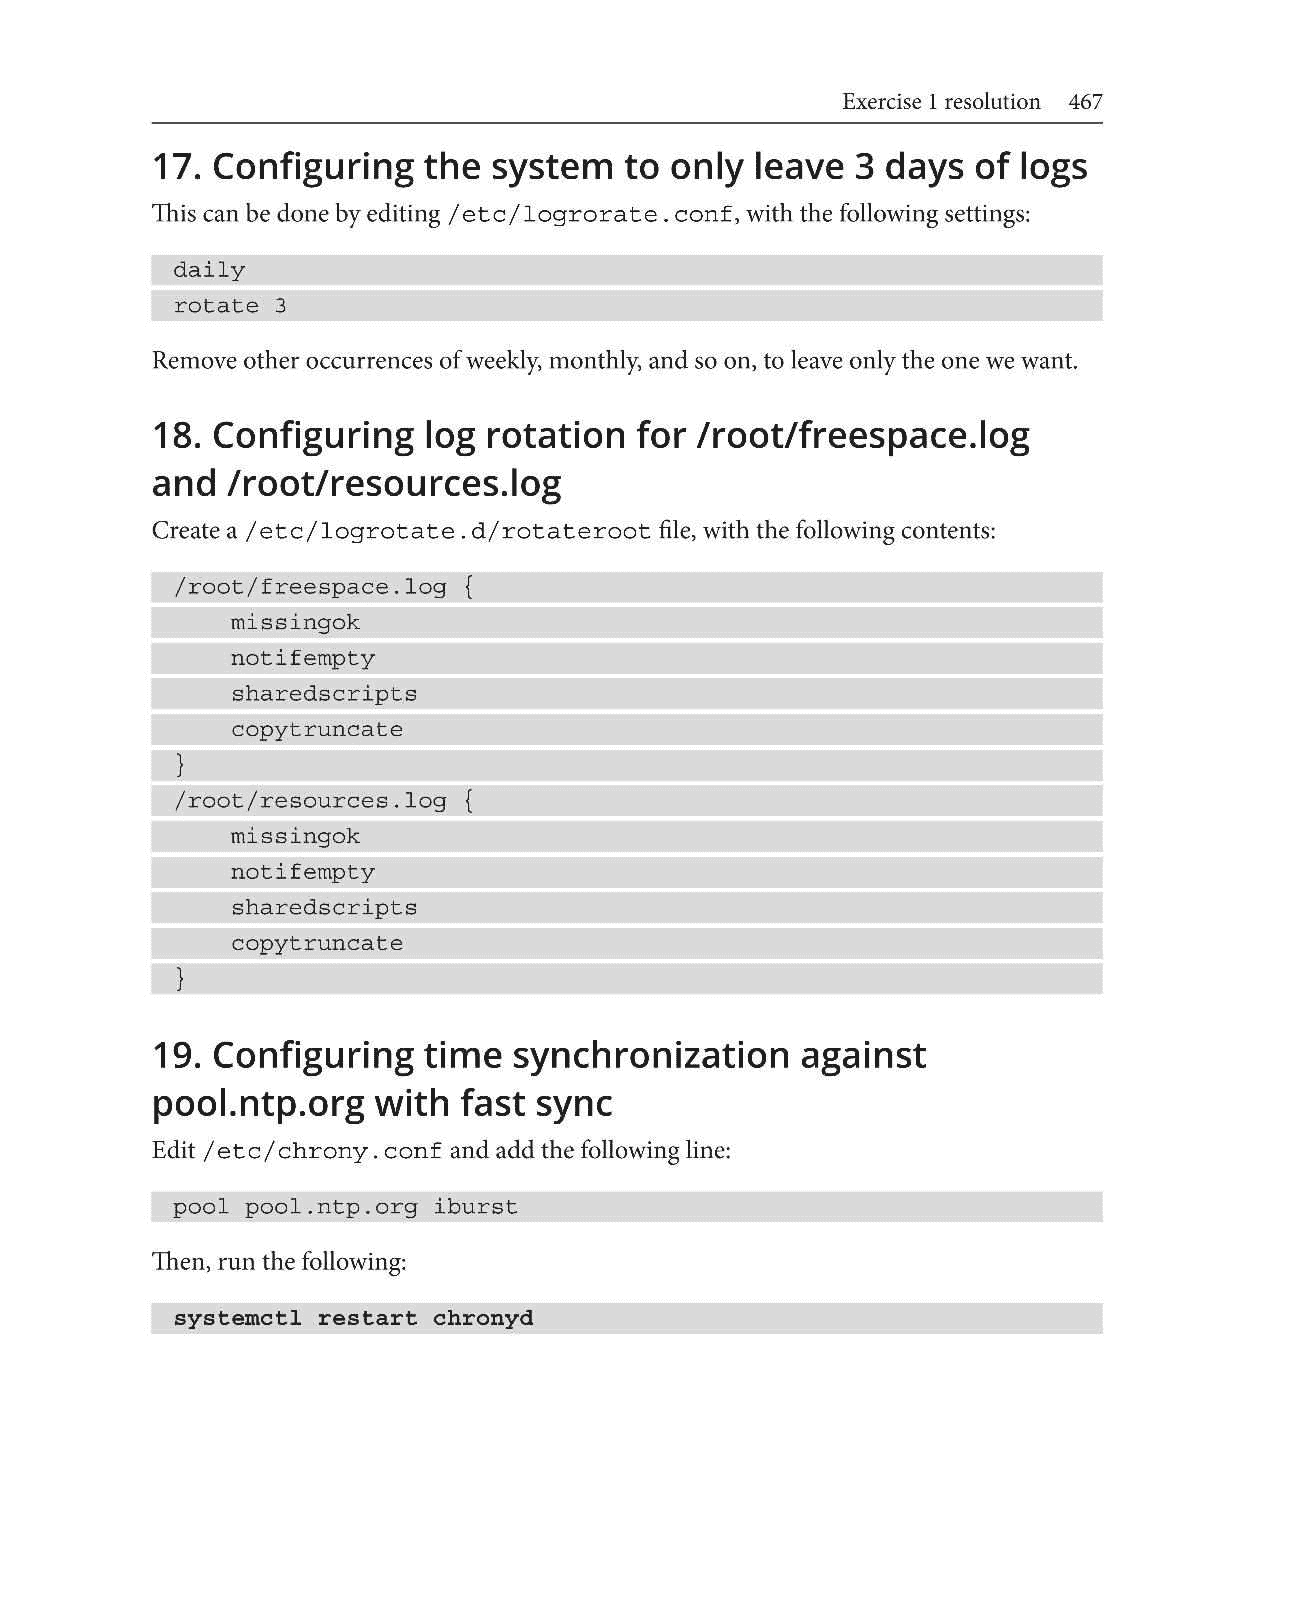 Exercise 1 resolution 467
17. Configuring the system to only leave 3 days of logs
This can be done by editing /etc/logrorate.conf, with the following settings:
daily
rotate 3
Remove other occurrences of weekly, monthly, and so on, to leave only the one we want.
18. Configuring log rotation for /root/freespace.log
and /root/resources.log
Create a /etc/logrotate.d/rotateroot file, with the following contents:
/root/freespace.log {
    missingok
    notifempty
    sharedscripts
    copytruncate
}
/root/resources.log {
    missingok
    notifempty
    sharedscripts
    copytruncate
}
19. Configuring time synchronization against
pool.ntp.org with fast sync
Edit /etc/chrony.conf and add the following line:
pool pool.ntp.org iburst
Then, run the following:
systemctl restart chronyd